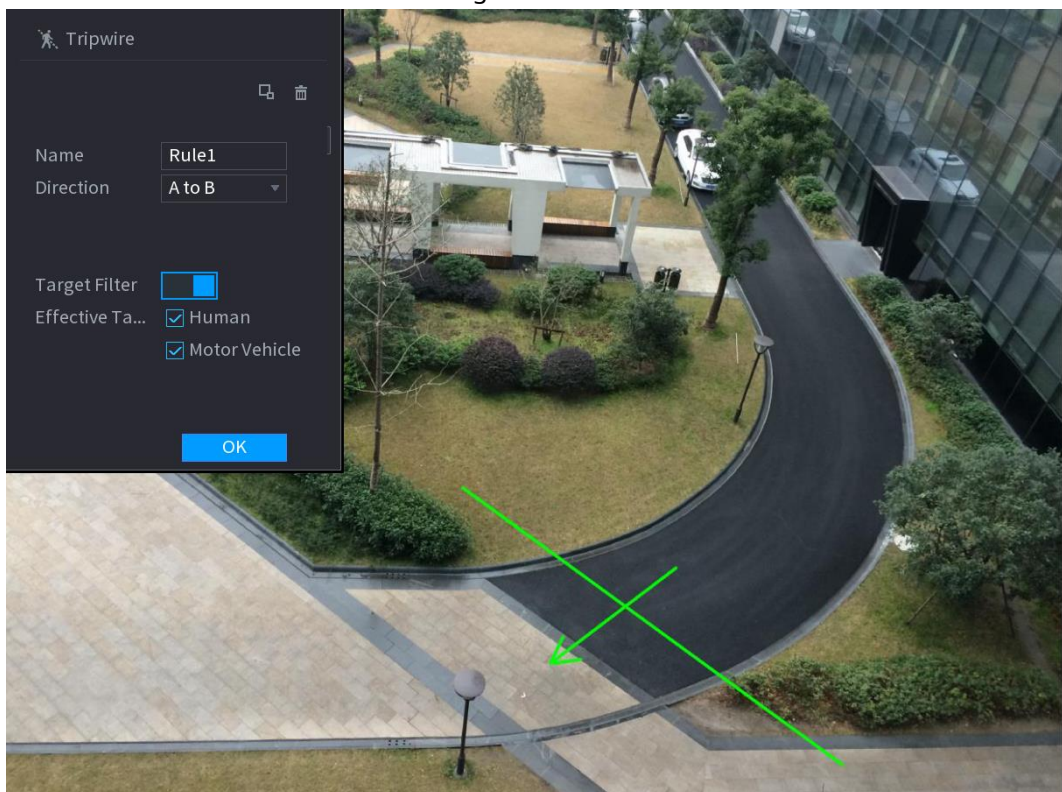 Tripwire
Name Rule1
Direction A to B
Target Filter
Effective Ta...
Human
Motor Vehicle
OK